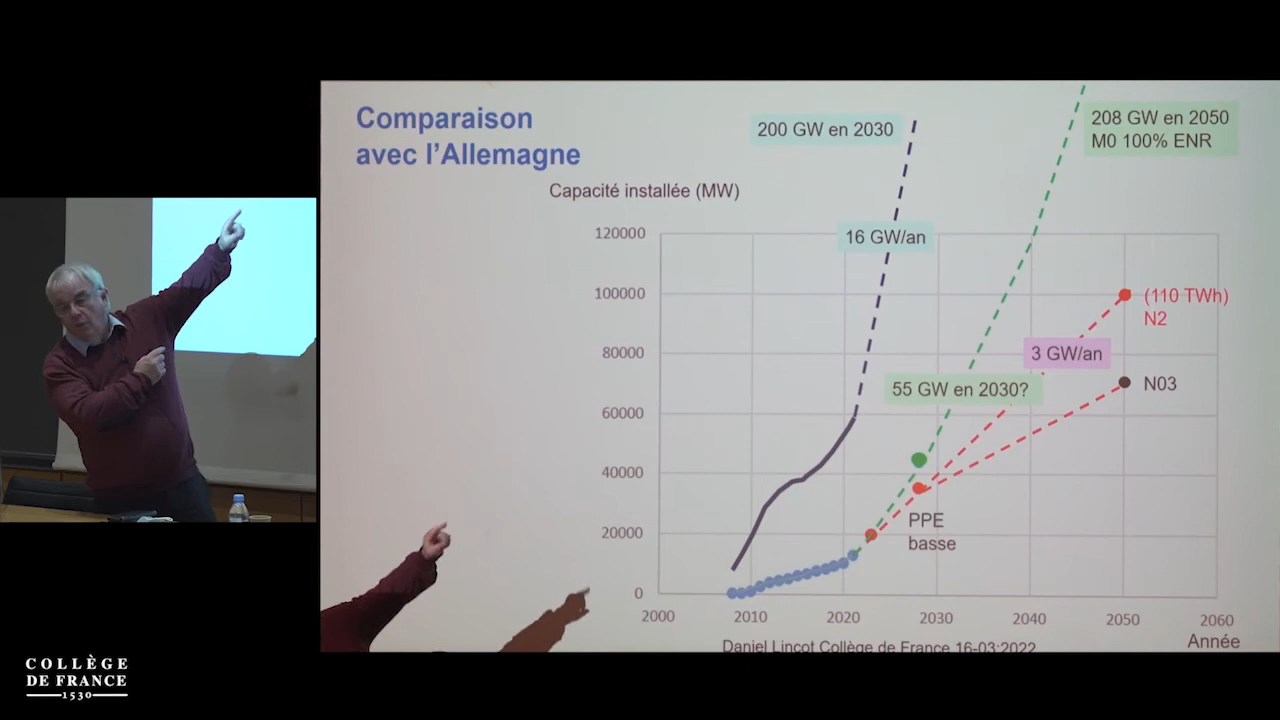 Comparaison
avec l'Allemagne
200 GW en 2030
208 GW en 2050
M0 100% ENR
Capacité installée (MW)
16 GW/an
120000
100000
80000
60000
40000
20000
0
(110 TWh)
N2
3 GW/an
N03
55 GW en 2030?
PPE
basse
2000 2010 2020 2030 2040 2050 2060
Année
Daniel Lincot Collège de France 16-03:2022
COLLÈGE
DE FRANCE
1530